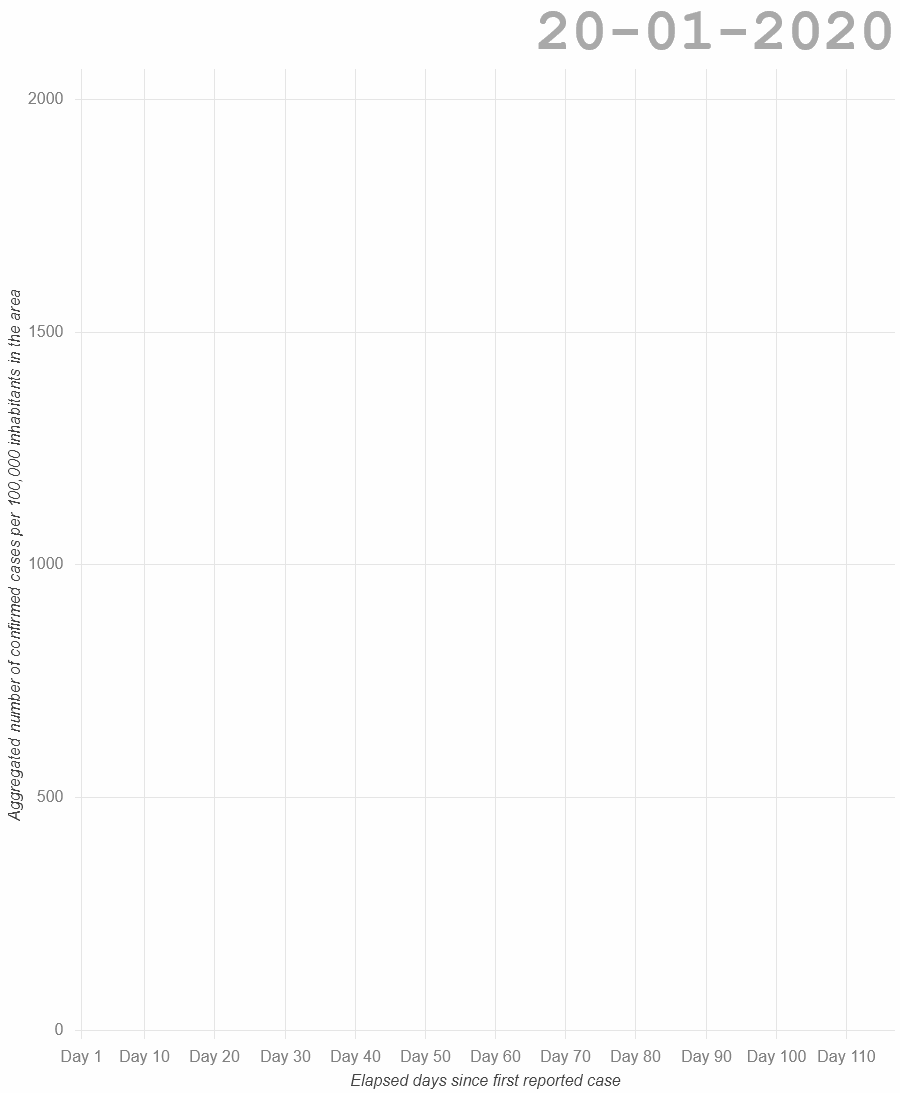 20-01-2020
2000
1500
1000
500
0
Aggregated number of confirmed cases per 100,000 inhabitants in the area
Day 1 Day 10 Day 20 Day 30 Day 40 Day 50 Day 60 Day 70 Day 80 Day 90 Day 100 Day 110
Elapsed days since first reported case